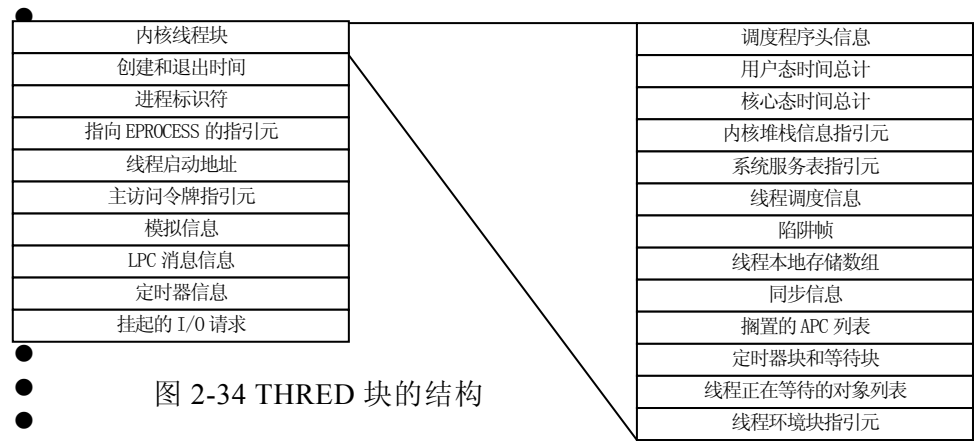 内核线程块
创建和退出时间
进程标识符
指向 EPROCESS 的指引元
线程启动地址
主访问令牌指引元
模拟信息
LPC 消息信息
定时器信息
挂起的 I/O 请求
调度程序头信息
用户态时间总计
核心态时间总计
内核堆栈信息指引元
系统服务表指引元
线程调度信息
陷阱帧
线程本地存储数组
同步信息
搁置的 APC 列表
定时器块和等待块
线程正在等待的对象列表
线程环境块指引元
图 2-34 THRED 块的结构